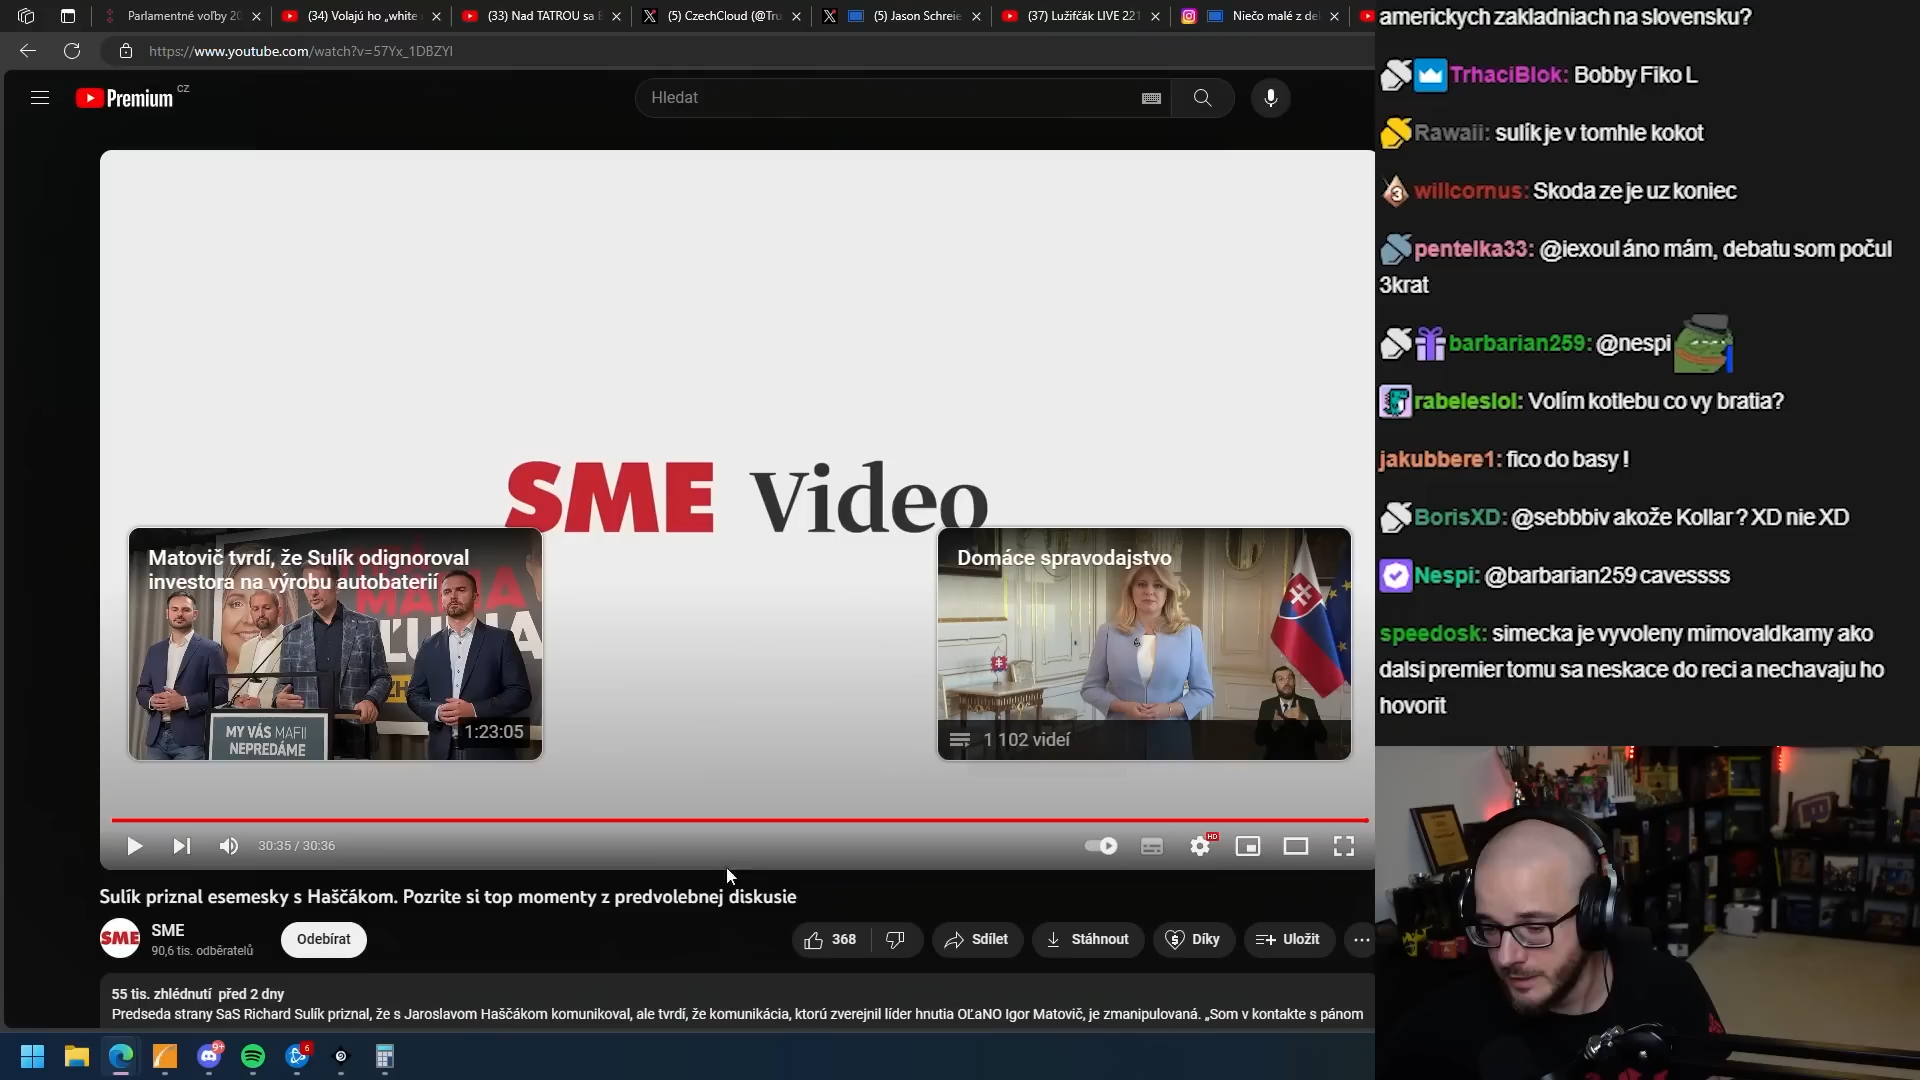 Parlamentné voľby 20
(34) Volajú ho „white
(33) Nad TATROU sa
(5) CzechCloud (@Tru
(5) Jason Schreie
(37) Lužifčák LIVE 221
Niečo malé z de
https://www.youtube.com/watch?v=57Yx_1DBZYI
Premium CZ
Hledat
SME Video
Matovič tvrdí, že Sulík odignoroval
investora na výrobu autobaterií
MY VÁS MAFII
NEPREDÁME
1:23:05
Domáce spravodajstvo
1 102 videí
30:35 / 30:36
HD
Sulík priznal esemesky s Haščákom. Pozrite si top momenty z predvolebnej diskusie
SME
SME
90,6 tis. odběratelů
Odebírat
368
Sdílet
Stáhnout
Díky
Uložit
55 tis. zhlédnutí před 2 dny
Predseda strany SaS Richard Sulík priznal, že s Jaroslavom Haščákom komunikoval, ale tvrdí, že komunikácia, ktorú zverejnil líder hnutia OĽaNO Igor Matovič, je zmanipulovaná. „Som v kontakte s pánom
9+
6
americkych zakladniach na slovensku?
TrhaciBlok: Bobby Fiko L
Rawaii: sulík je v tomhle kokot
3
willcornus: Skoda ze je uz koniec
pentelka33: @iexoul áno mám, debatu som počul
3krat
barbarian259: @nespi
rabeleslol: Volím kotlebu co vy bratia?
jakubbere1: fico do basy !
BorisXD: @sebbbiv akože Kollar ? XD nie XD
Nespi: @barbarian259 cavessss
speedosk: simecka je vyvoleny mimovaldkamy ako
dalsi premier tomu sa neskace do reci a nechavaju ho
hovorit